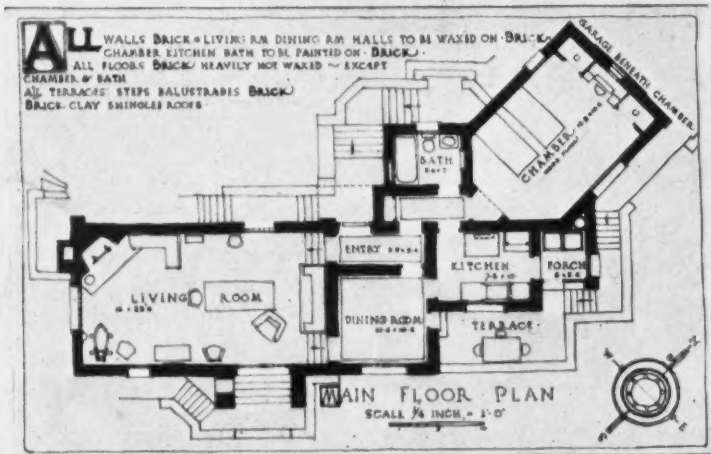 ALL WALLS BRICK LIVING RM DINING RM HALLS TO BE WAXED ON BRICK
CHAMBER KITCHEN BATH TO BE PAINTED ON BRICK
ALL FLOORS BRICK HEAVILY HOT WAXED ~ EXCEPT
CHAMBER & BATH
ALL TERRACES STEPS BALUSTRADES BRICK
BRICK CLAY SHINGLES ROOFS
GARAGE BENEATH CHAMBER
CHAMBER
BATH
ENTRY
KITCHEN
PORCH
LIVING ROOM
DINING ROOM
TERRACE
MAIN FLOOR PLAN
SCALE 1/8 INCH = 1'-0"
N
E
S
W